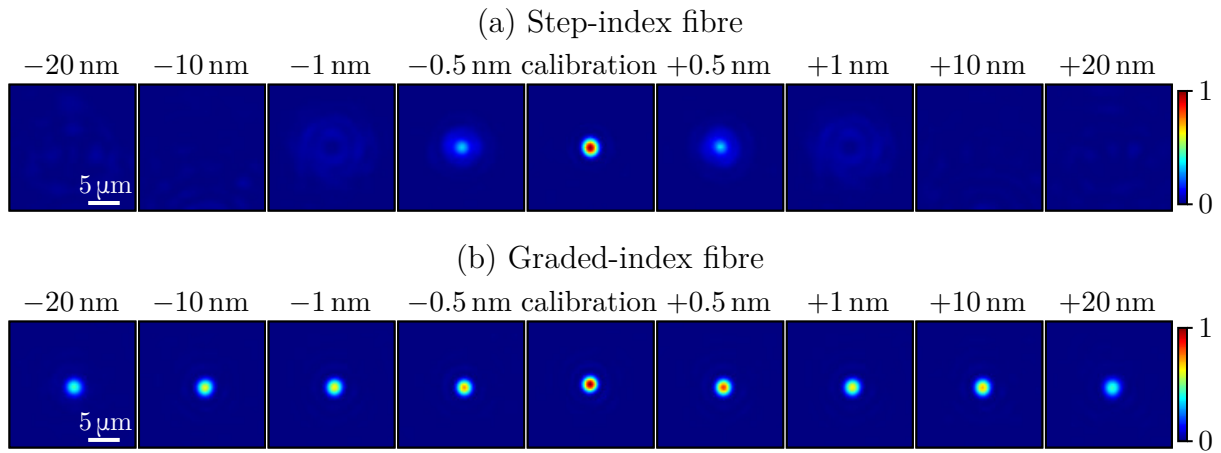 (a) Step-index fibre
−20 nm −10 nm −1 nm −0.5 nm calibration +0.5 nm +1 nm +10 nm +20 nm
1
5 μm
0
(b) Graded-index fibre
−20 nm −10 nm −1 nm −0.5 nm calibration +0.5 nm +1 nm +10 nm +20 nm
1
5 μm
0